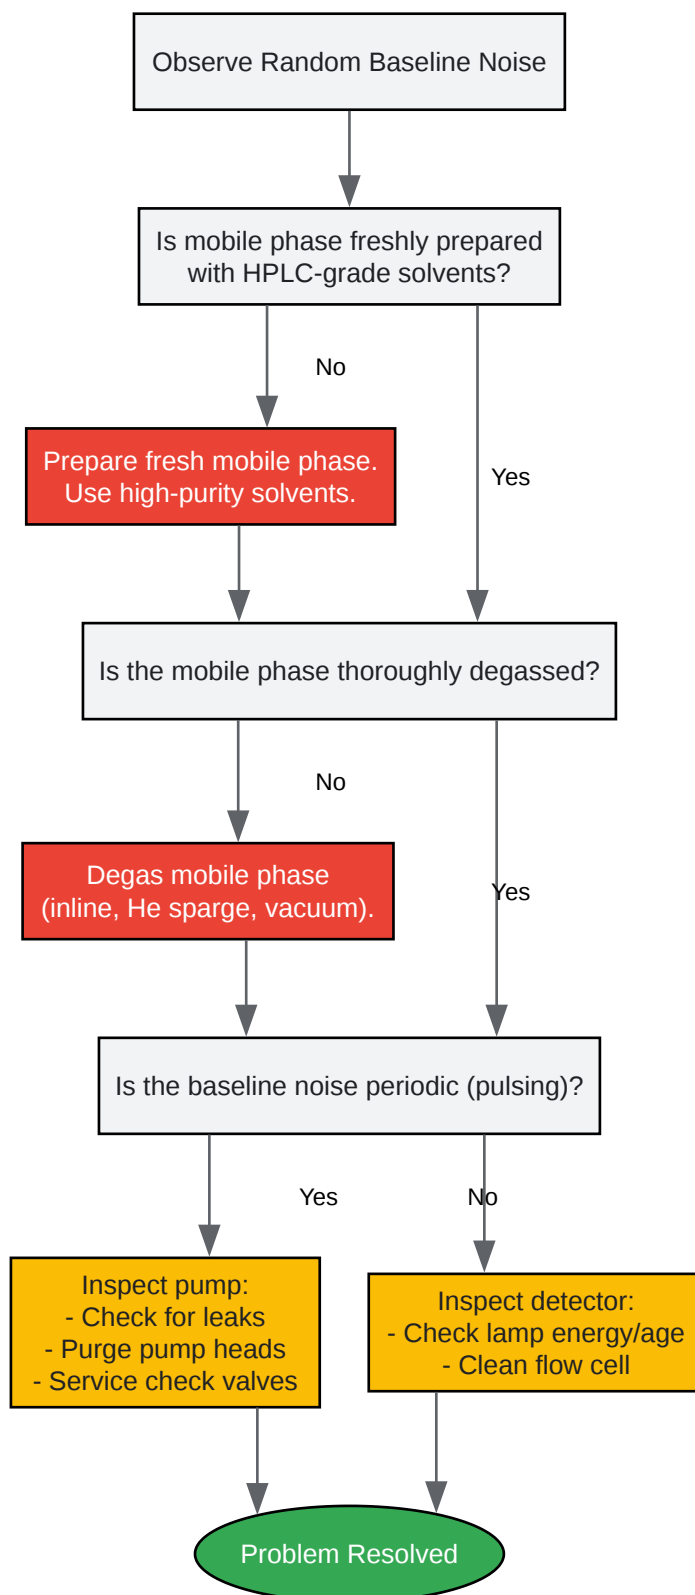 Observe Random Baseline Noise
Is mobile phase freshly prepared
with HPLC-grade solvents?
No
Prepare fresh mobile phase.
Use high-purity solvents.
Yes
Is the mobile phase thoroughly degassed?
No
Degas mobile phase
(inline, He sparge, vacuum).
Yes
Is the baseline noise periodic (pulsing)?
Yes
No
Inspect pump:
- Check for leaks
- Purge pump heads
- Service check valves
Inspect detector:
- Check lamp energy/age
- Clean flow cell
Problem Resolved